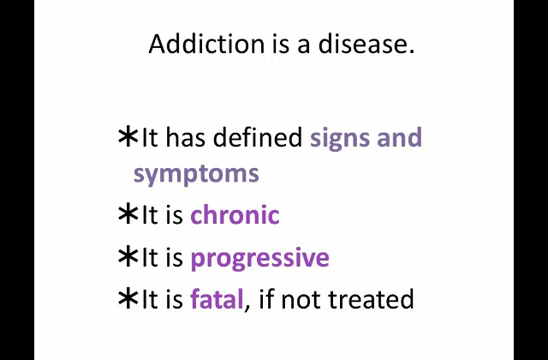 Addiction is a disease.
*It has defined signs and
symptoms
*It is chronic
*It is progressive
*It is fatal, if not treated